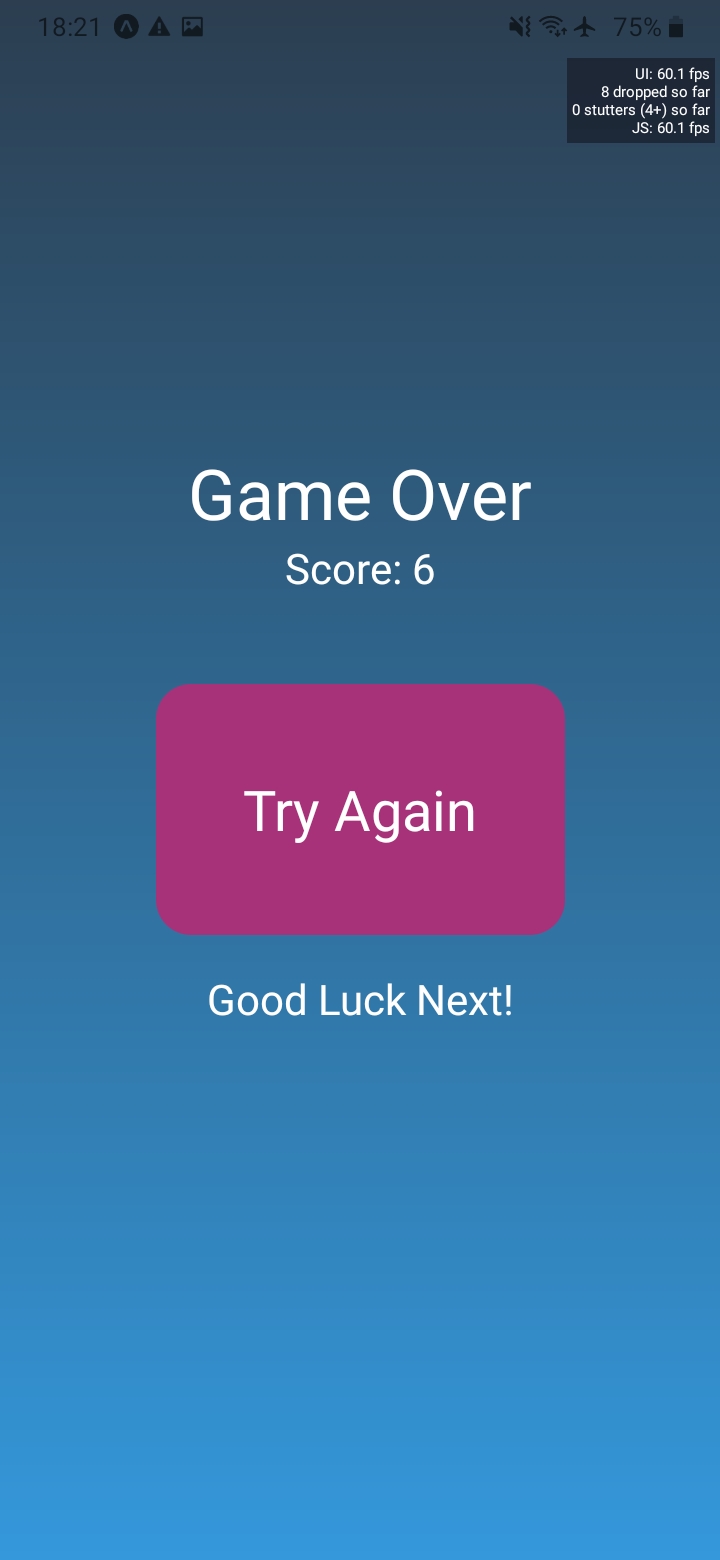 18:21
75%
UI: 60.1 fps
8 dropped so far
0 stutters (4+) so far
JS: 60.1 fps
Game Over
Score: 6
Try Again
Good Luck Next!